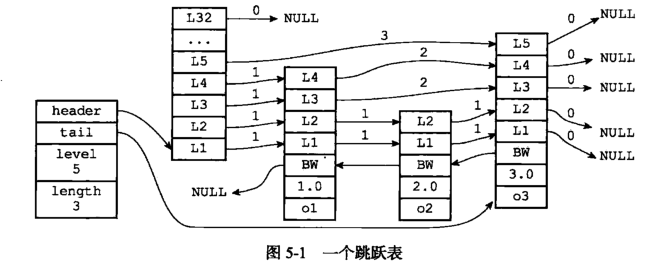 L32 0 NULL
...
L5 3 L5 0 NULL
L4 1 L4 2 L4 0 NULL
L3 1 L3 2 L3 0 NULL
L2 1 L2 1 L2 1 L2 0 NULL
L1 1 L1 1 L1 1 L1 0 NULL
header
tail
level
5
length
3
NULL
BW
1.0
o1
BW
2.0
o2
BW
3.0
o3
图 5-1 一个跳跃表